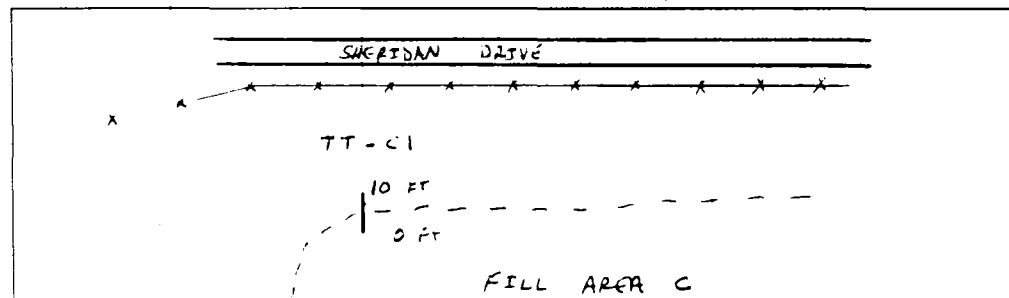 SHERIDAN DRIVE
TT-C1
10 FT
0 FT
FILL AREA C